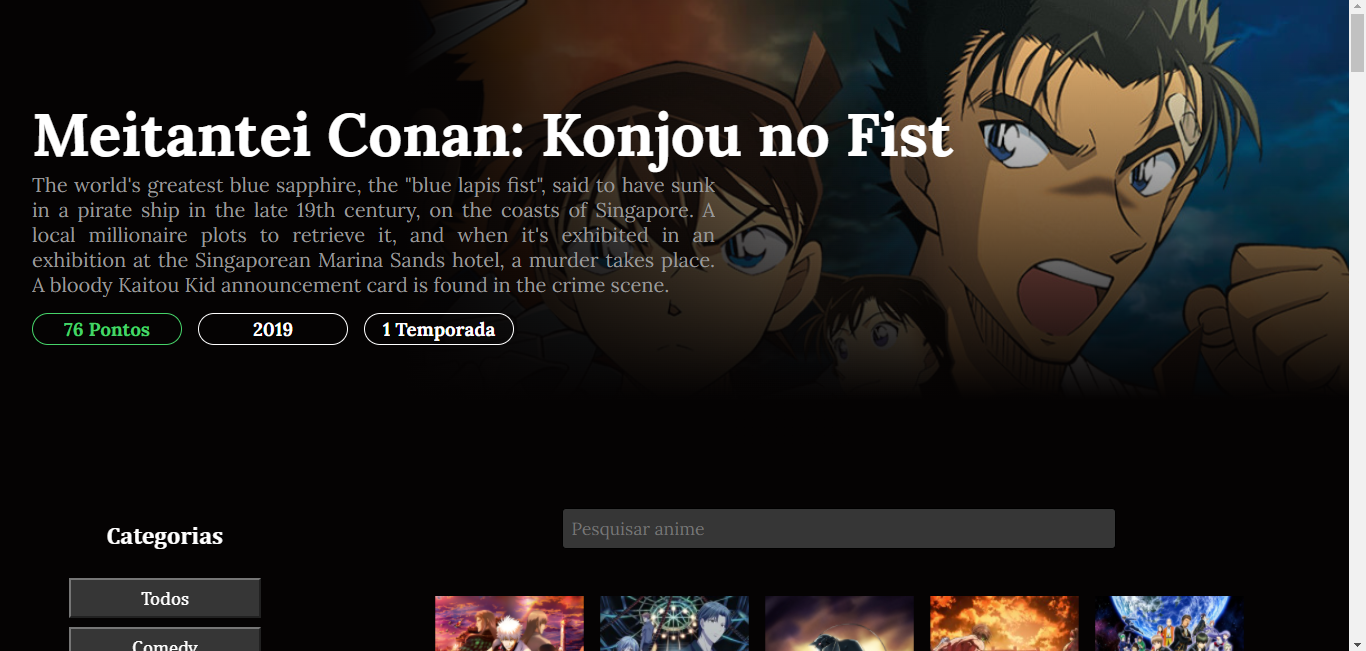 Meitantei Conan: Konjou no Fist
The world's greatest blue sapphire, the "blue lapis fist", said to have sunk
in a pirate ship in the late 19th century, on the coasts of Singapore. A
local millionaire plots to retrieve it, and when it's exhibited in an
exhibition at the Singaporean Marina Sands hotel, a murder takes place.
A bloody Kaitou Kid announcement card is found in the crime scene.
76 Pontos
2019
1 Temporada
Categorias
Pesquisar anime
Todos
Comedy